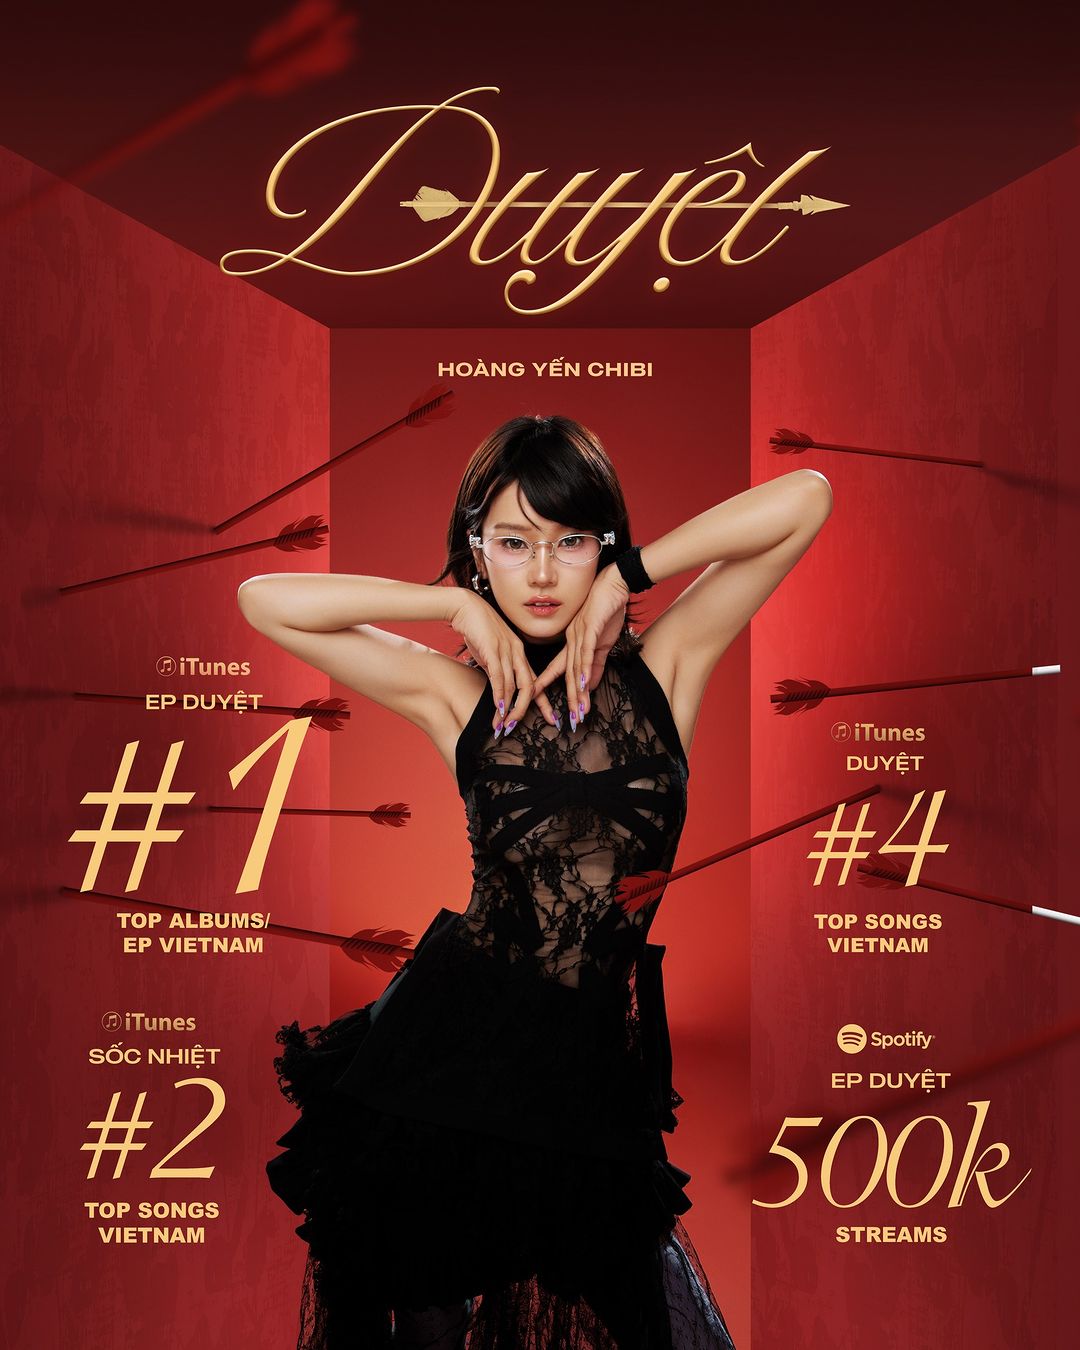 Duyệt
HOÀNG YẾN CHIBI
iTunes
EP DUYỆT
#1
TOP ALBUMS/
EP VIETNAM
iTunes
SỐC NHIỆT
#2
TOP SONGS
VIETNAM
iTunes
DUYỆT
#4
TOP SONGS
VIETNAM
Spotify
EP DUYỆT
500k
STREAMS